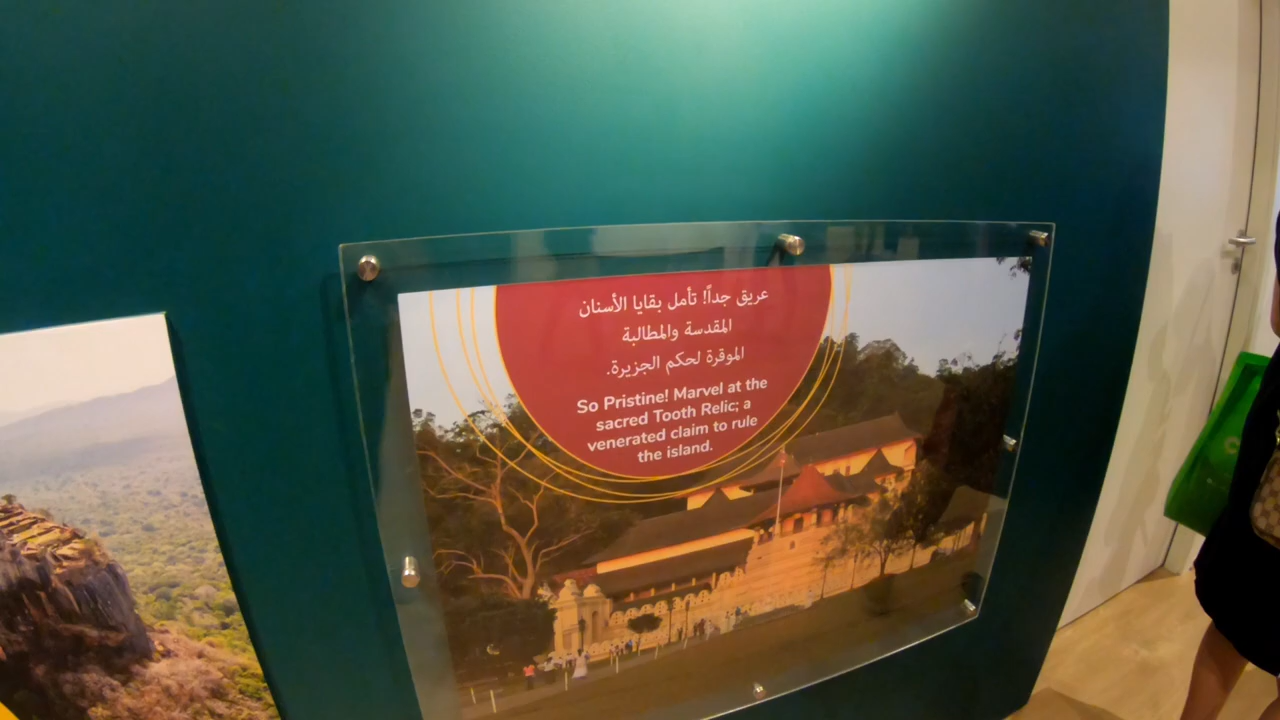 عريق جداً! تأمل بقايا الأسنان
المقدسة والمطالبة
الموقرة لحكم الجزيرة.
So Pristine! Marvel at the
sacred Tooth Relic; a
venerated claim to rule
the island.